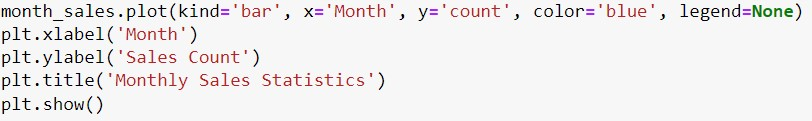 month_sales.plot(kind='bar', x='Month', y='count', color='blue', legend=None)
plt.xlabel('Month')
plt.ylabel('Sales Count')
plt.title('Monthly Sales Statistics')
plt.show()